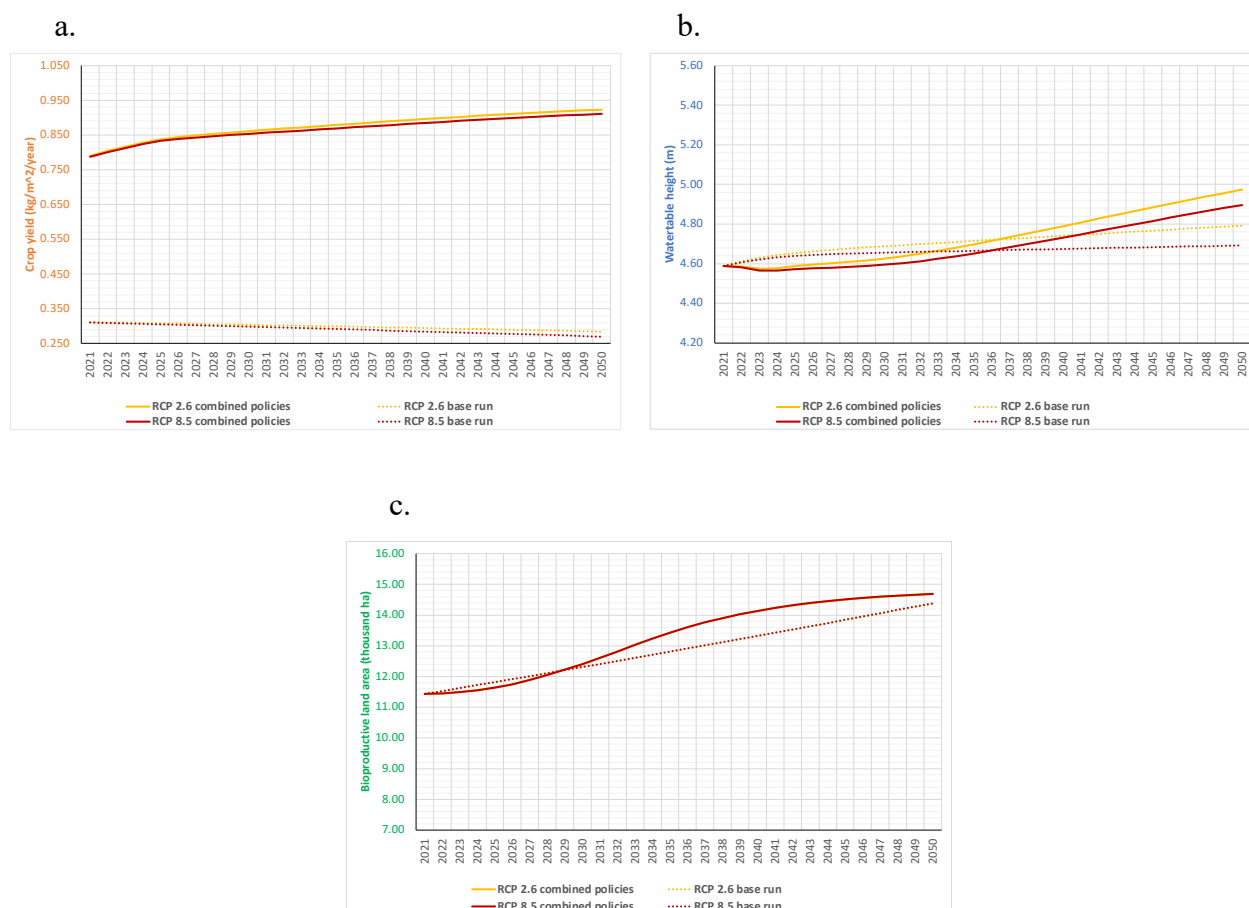 a.
1.050
0.950
0.850
0.750
0.650
0.550
0.450
0.350
0.250
Crop yield (kg/m^2/year)
2021 2022 2023 2024 2025 2026 2027 2028 2029 2030 2031 2032 2033 2034 2035 2036 2037 2038 2039 2040 2041 2042 2043 2044 2045 2046 2047 2048 2049 2050
RCP 2.6 combined policies RCP 2.6 base run
RCP 8.5 combined policies RCP 8.5 base run
b.
5.60
5.40
5.20
5.00
4.80
4.60
4.40
4.20
Watertable height (m)
2021 2022 2023 2024 2025 2026 2027 2028 2029 2030 2031 2032 2033 2034 2035 2036 2037 2038 2039 2040 2041 2042 2043 2044 2045 2046 2047 2048 2049 2050
RCP 2.6 combined policies RCP 2.6 base run
RCP 8.5 combined policies RCP 8.5 base run
c.
16.00
15.00
14.00
13.00
12.00
11.00
10.00
9.00
8.00
7.00
Bioproductive land area (thousand ha)
2021 2022 2023 2024 2025 2026 2027 2028 2029 2030 2031 2032 2033 2034 2035 2036 2037 2038 2039 2040 2041 2042 2043 2044 2045 2046 2047 2048 2049 2050
RCP 2.6 combined policies RCP 2.6 base run
RCP 8.5 combined policies RCP 8.5 base run